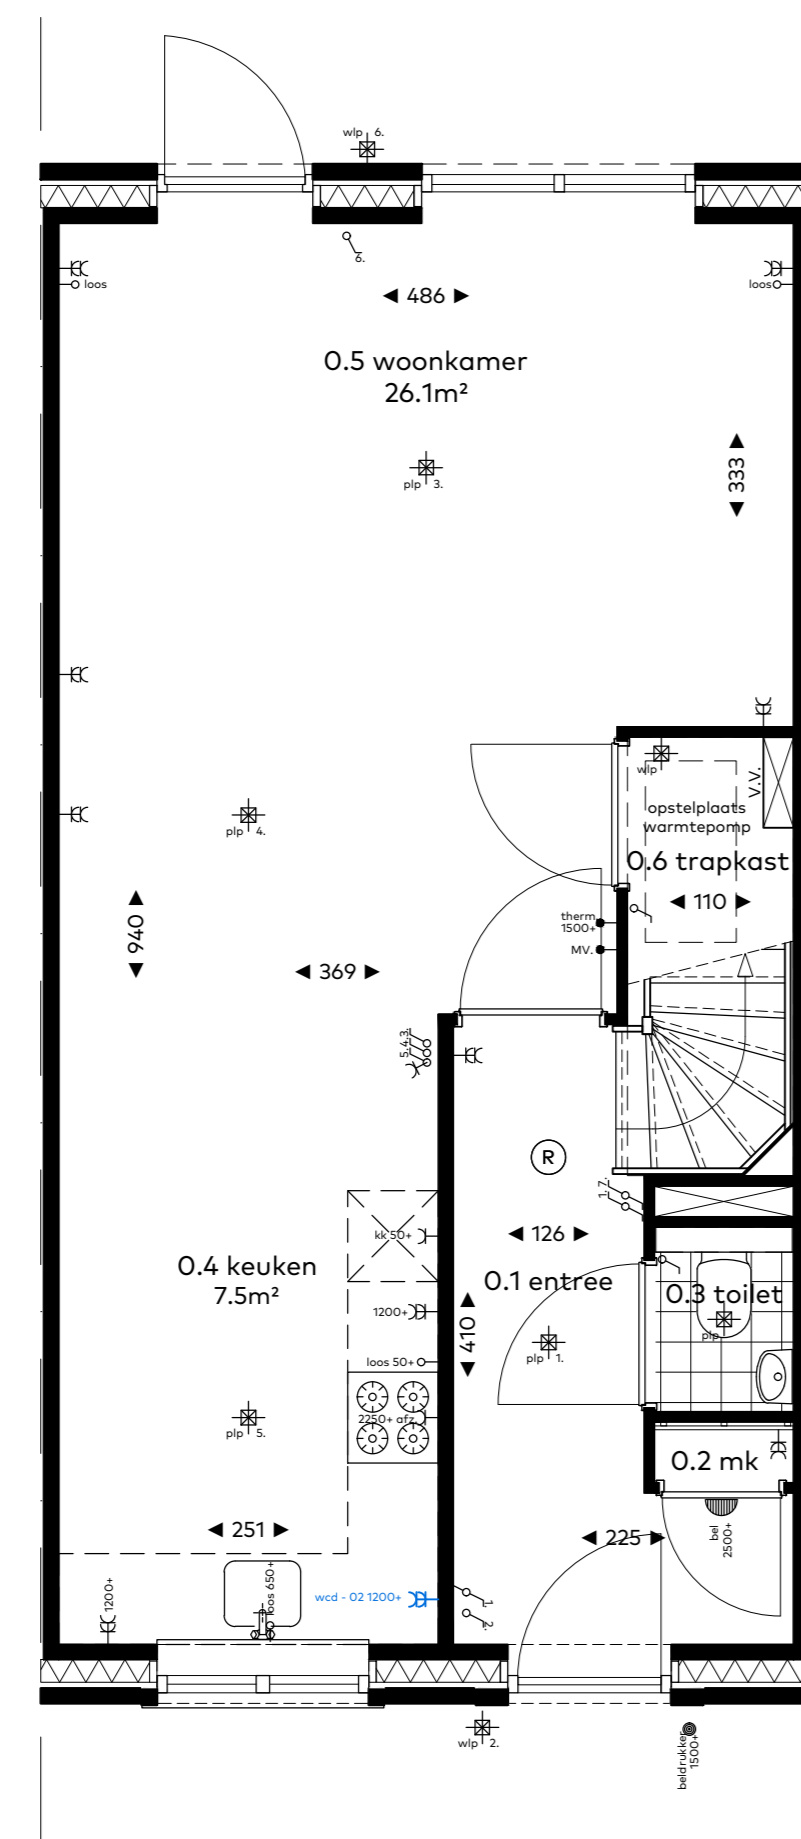 wlp 6.
6.
loos
loos
◄ 486 ►
0.5 woonkamer
26.1m²
◄ 333 ►
plp 3.
wlp
V.V.
opstelplaats
warmtepomp
0.6 trapkast
◄ 110 ►
plp 4.
therm.
1500+
MV.
◄ 940 ►
◄ 369 ►
5.4.3.
R
1.7.
kk 50+
◄ 126 ►
0.4 keuken
7.5m²
0.1 entree
0.3 toilet
1200+
◄ 410 ►
plp
plp 1.
loos 50+
2250+ afz.
plp 5.
0.2 mk
◄ 251 ►
◄ 225 ►
bel
2500+
1200+
loos 650+
wcd - 02 1200+
1.
2.
wlp 2.
beldrukker
1500+